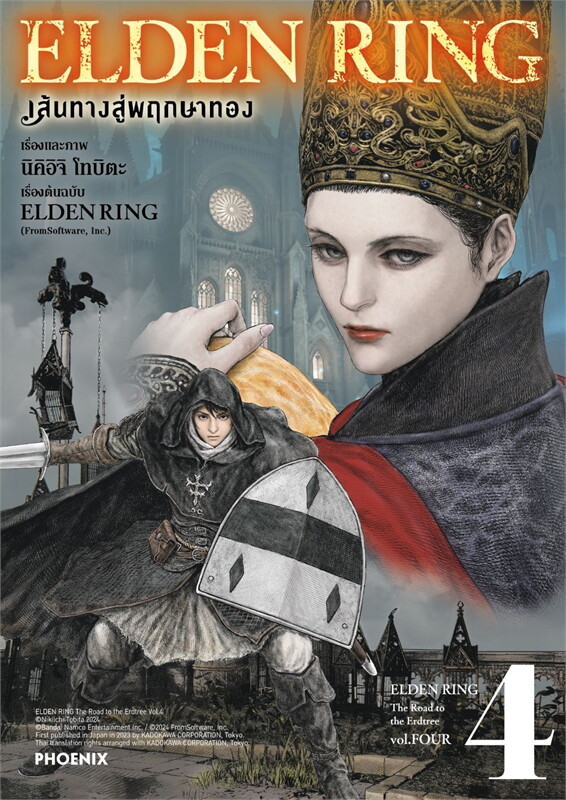 ELDEN RING
เส้นทางสู่พฤกษาทอง
เรื่องและภาพ
นิคิอิจิ โทบิตะ
เรื่องต้นฉบับ
ELDEN RING
(FromSoftware, Inc.)
ELDEN RING
The Road to
the Erdtree
vol.FOUR
4
ELDEN RING The Road to the Erdtree Vol.4
©Nikiichi Tobita 2024
©Bandai Namco Entertainment Inc. / ©2024 FromSoftware, Inc.
First published in Japan in 2023 by KADOKAWA CORPORATION, Tokyo.
Thai translation rights arranged with KADOKAWA CORPORATION, Tokyo.
PHOENIX